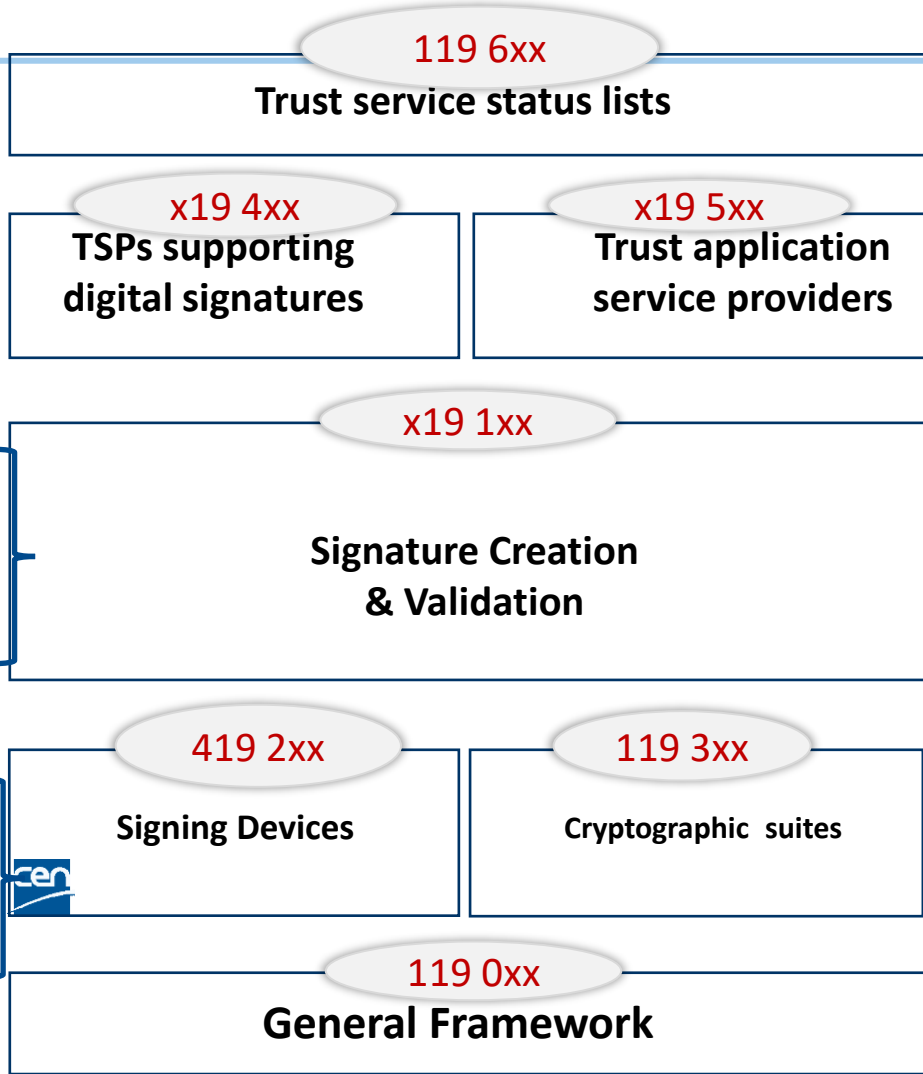 119 6xx
Trust service status lists
x19 4xx
TSPs supporting
digital signatures
x19 5xx
Trust application
service providers
x19 1xx
Signature Creation
& Validation
419 2xx
Signing Devices
cen
119 3xx
Cryptographic suites
119 0xx
General Framework